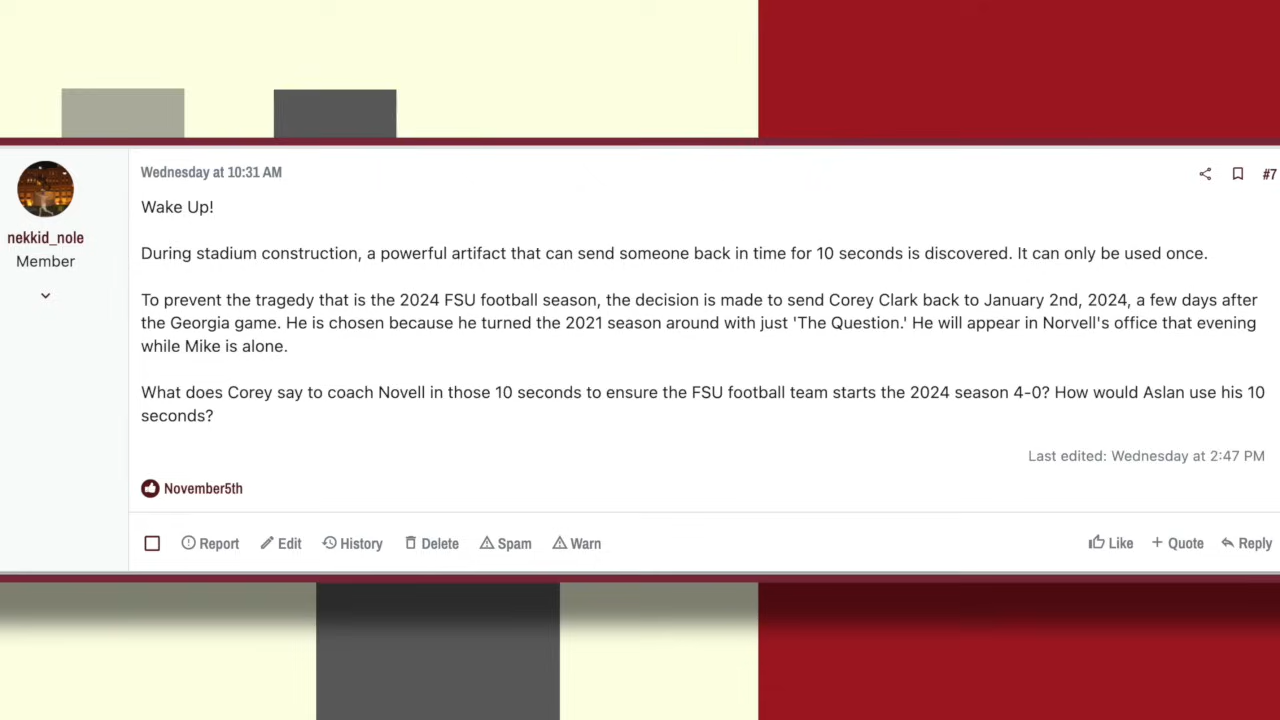 Wednesday at 10:31 AM
#7
Wake Up!
nekkid_nole
Member
During stadium construction, a powerful artifact that can send someone back in time for 10 seconds is discovered. It can only be used once.
To prevent the tragedy that is the 2024 FSU football season, the decision is made to send Corey Clark back to January 2nd, 2024, a few days after
the Georgia game. He is chosen because he turned the 2021 season around with just 'The Question.' He will appear in Norvell's office that evening
while Mike is alone.
What does Corey say to coach Novell in those 10 seconds to ensure the FSU football team starts the 2024 season 4-0? How would Aslan use his 10
seconds?
Last edited: Wednesday at 2:47 PM
November5th
Report Edit History Delete Spam Warn Like + Quote Reply